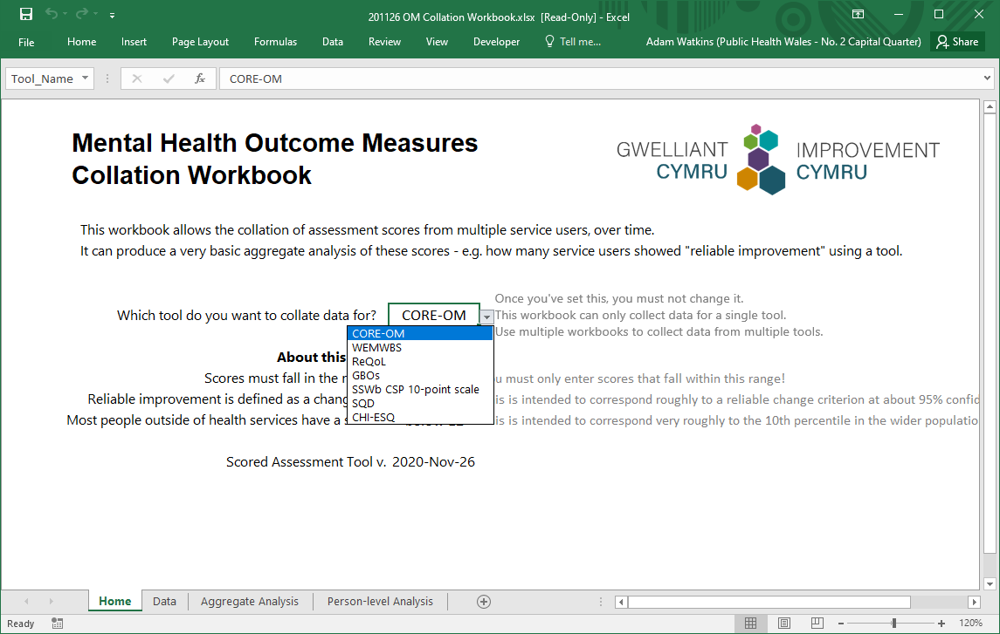 201126 OM Collation Workbook.xlsx [Read-Only] - Excel
File Home Insert Page Layout Formulas Data Review View Developer Tell me... Adam Watkins (Public Health Wales - No. 2 Capital Quarter) Share
Tool_Name fx CORE-OM
Mental Health Outcome Measures
Collation Workbook
GWELLIANT CYMRU
IMPROVEMENT CYMRU
This workbook allows the collation of assessment scores from multiple service users, over time.
It can produce a very basic aggregate analysis of these scores - e.g. how many service users showed "reliable improvement" using a tool.
Once you've set this, you must not change it.
Which tool do you want to collate data for? CORE-OM This workbook can only collect data for a single tool.
Use multiple workbooks to collect data from multiple tools.
CORE-OM
WEMWBS
ReQoL
GBOs
SSWb CSP 10-point scale
SQD
CHI-ESQ
About this
Scores must fall in the r u must only enter scores that fall within this range!
Reliable improvement is defined as a chang is is intended to correspond roughly to a reliable change criterion at about 95% confid
Most people outside of health services have a s is is intended to correspond very roughly to the 10th percentile in the wider populatio
Scored Assessment Tool v. 2020-Nov-26
Home Data Aggregate Analysis Person-level Analysis
Ready 120%